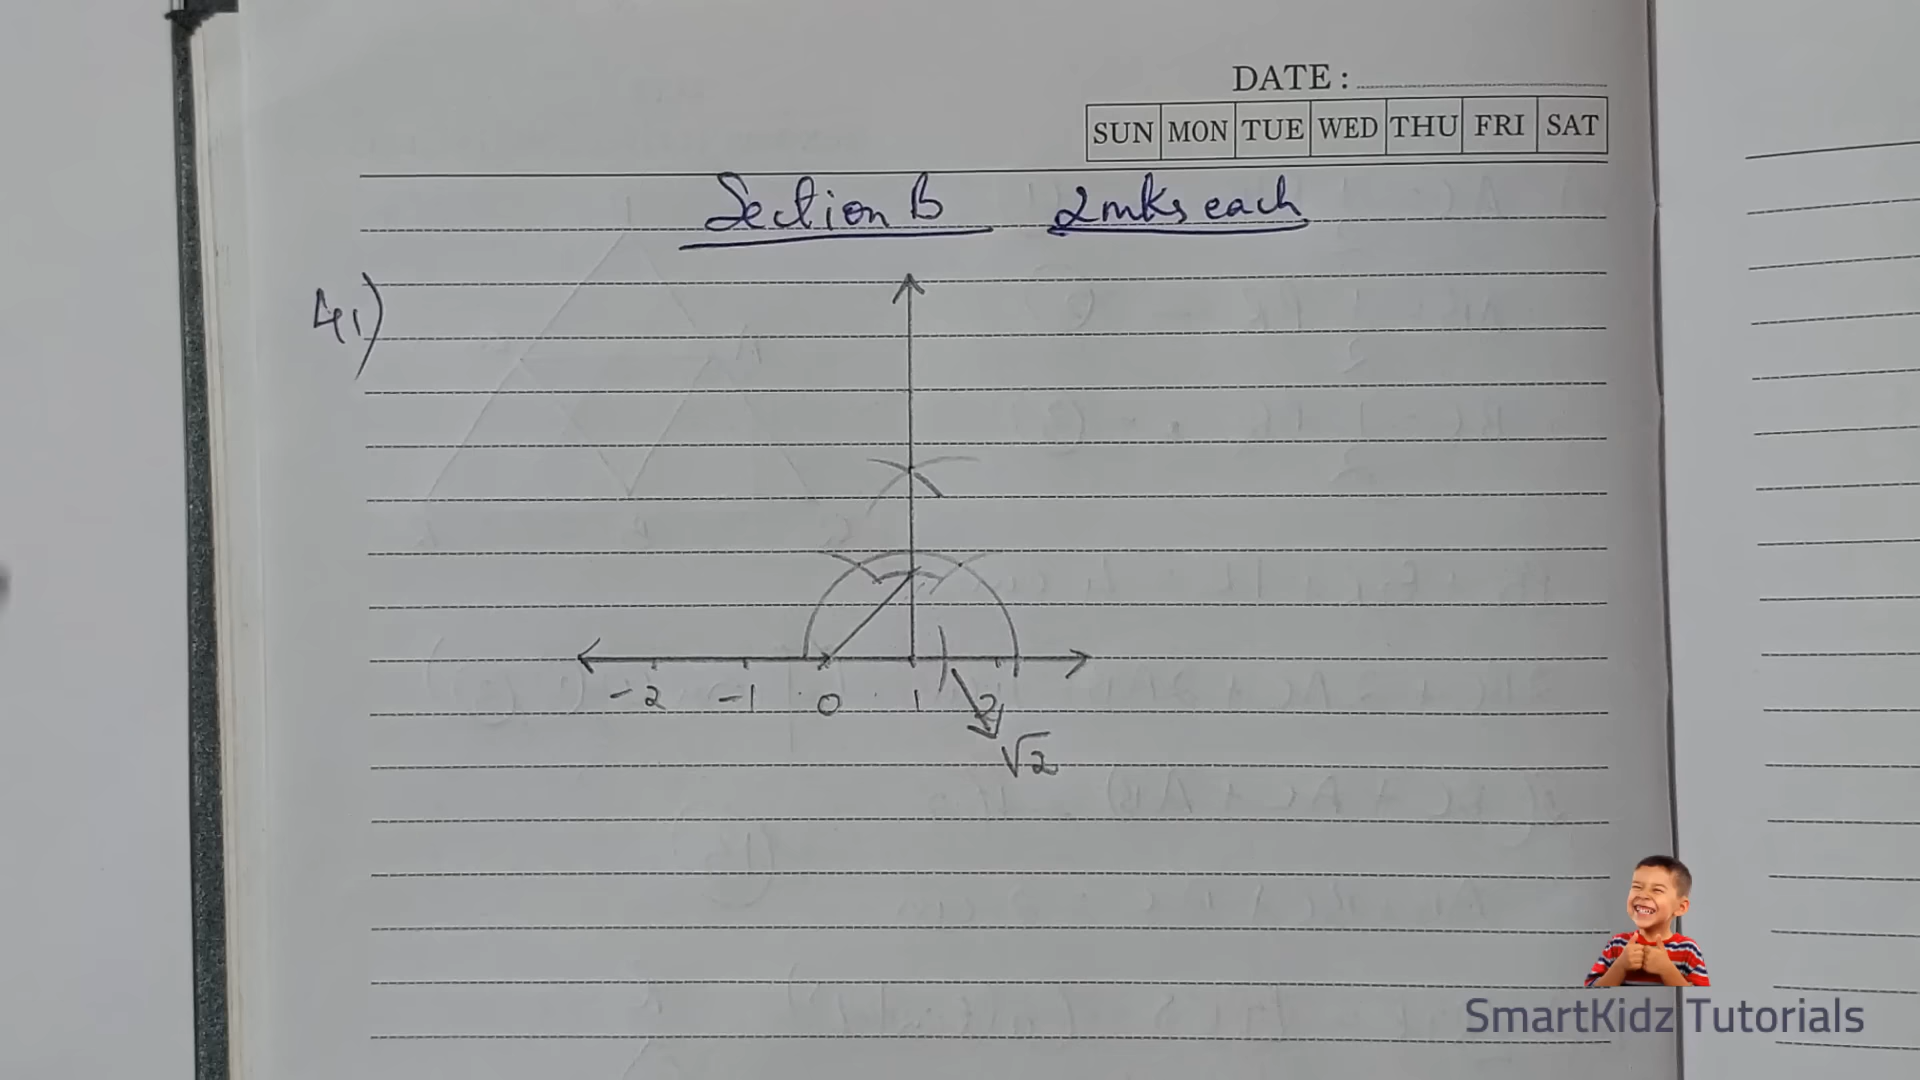 DATE :
SUN MON TUE WED THU FRI SAT
Section B 2mks each
41)
-2 -1 0 1 2
√2
SmartKidz Tutorials